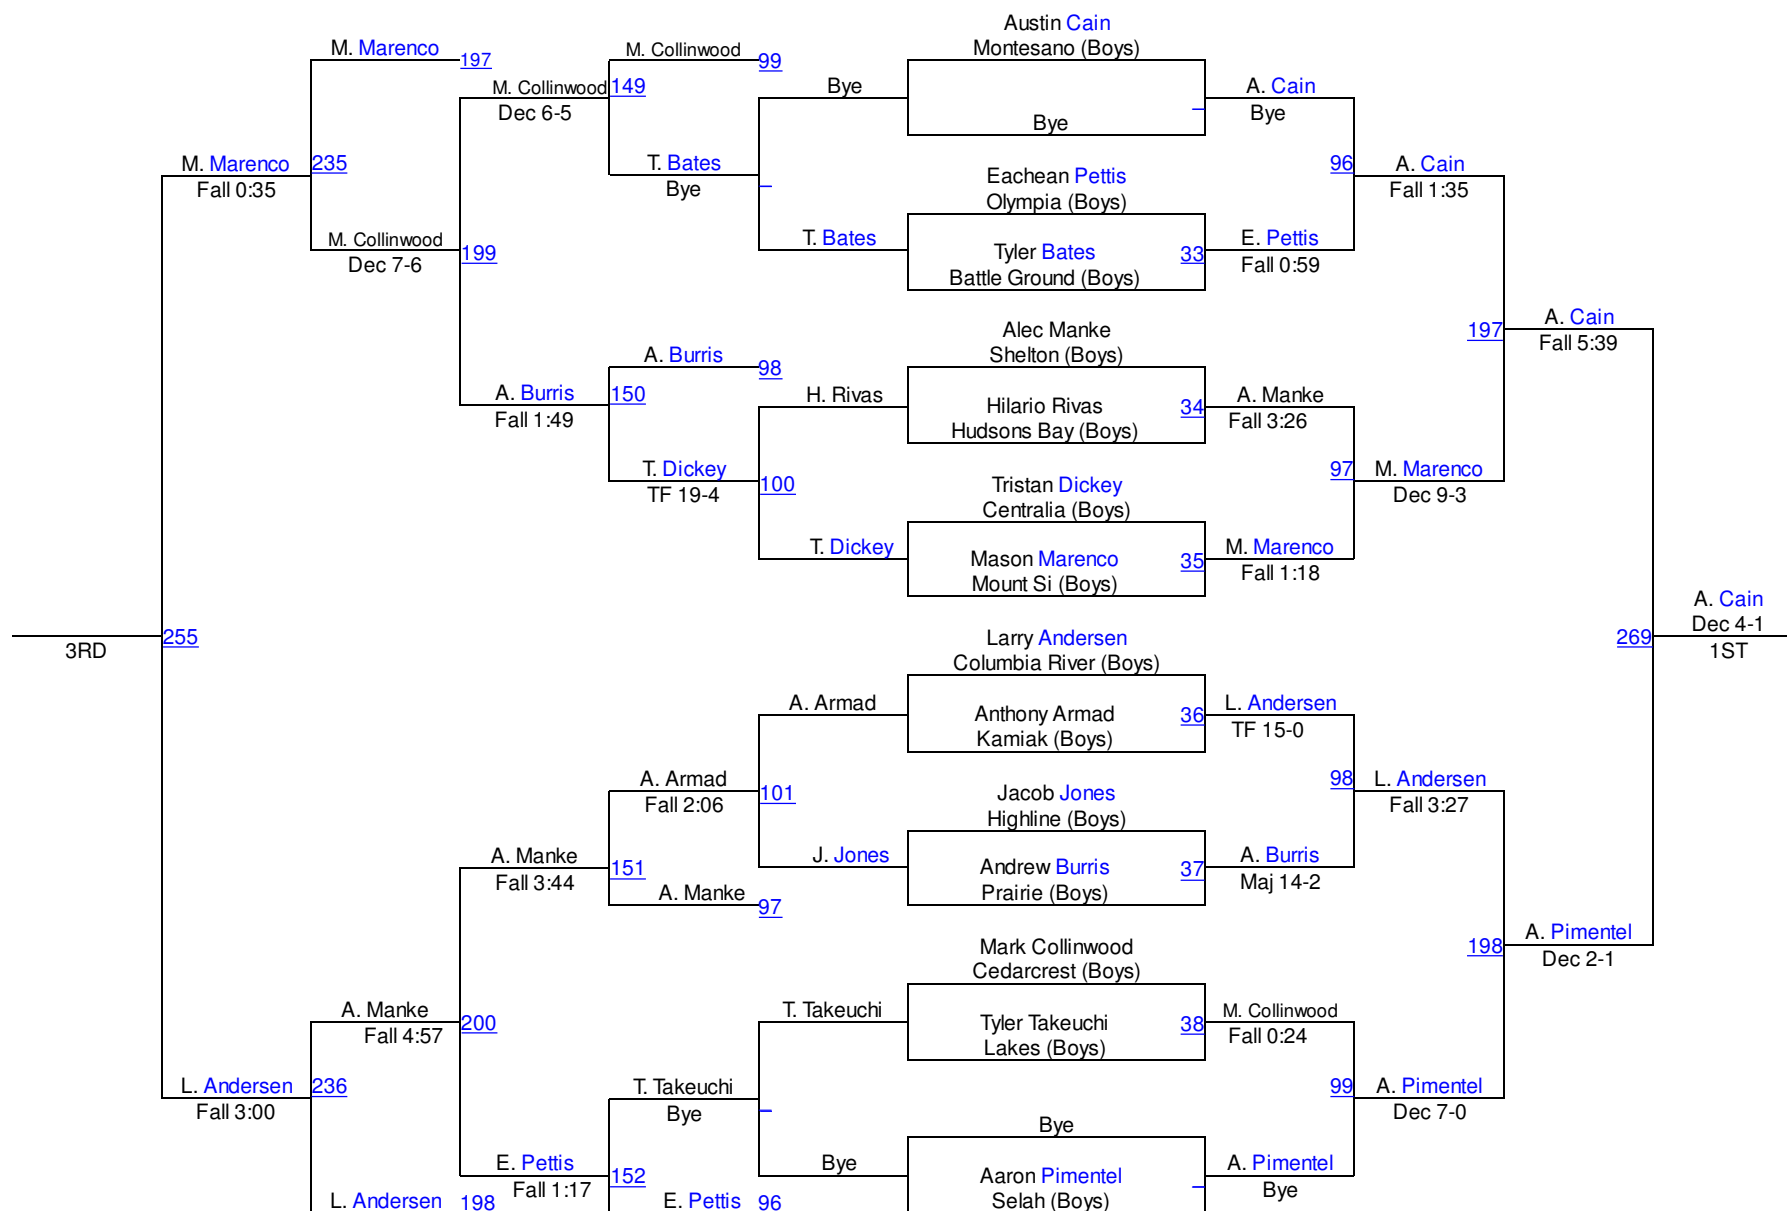 Austin Cain
M. Marenco
M. Collinwood
Montesano (Boys)
197
99
M. Collinwood
149
Bye
A. Cain
Dec 6-5
Bye
Bye
M. Marenco
235
T. Bates
96
A. Cain
Fall 0:35
Bye
Eachean Pettis
Fall 1:35
Olympia (Boys)
M. Collinwood
T. Bates
E. Pettis
Dec 7-6
199
Tyler Bates
33
Fall 0:59
Battle Ground (Boys)
Alec Manke
197
A. Cain
A. Burris
98
Shelton (Boys)
Fall 5:39
A. Burris
150
H. Rivas
Hilario Rivas
34
A. Manke
Fall 1:49
Hudsons Bay (Boys)
Fall 3:26
T. Dickey
100
Tristan Dickey
97
M. Marenco
TF 19-4
Centralia (Boys)
Dec 9-3
T. Dickey
Mason Marenco
35
M. Marenco
Mount Si (Boys)
Fall 1:18
A. Cain
Dec 4-1
255
Larry Andersen
269
3RD
Columbia River (Boys)
1ST
A. Armad
Anthony Armad
36
L. Andersen
Kamiak (Boys)
TF 15-0
A. Armad
101
Jacob Jones
98
L. Andersen
Fall 2:06
Highline (Boys)
Fall 3:27
A. Manke
151
J. Jones
Andrew Burris
37
A. Burris
Fall 3:44
A. Manke
97
Prairie (Boys)
Maj 14-2
Mark Collinwood
198
A. Pimentel
Cedarcrest (Boys)
Dec 2-1
A. Manke
200
T. Takeuchi
Tyler Takeuchi
38
M. Collinwood
Fall 4:57
Lakes (Boys)
Fall 0:24
L. Andersen
236
T. Takeuchi
99
A. Pimentel
Fall 3:00
Bye
Bye
Dec 7-0
E. Pettis
152
Bye
Aaron Pimentel
A. Pimentel
Fall 1:17
Selah (Boys)
Bye
L. Andersen
198
E. Pettis
96